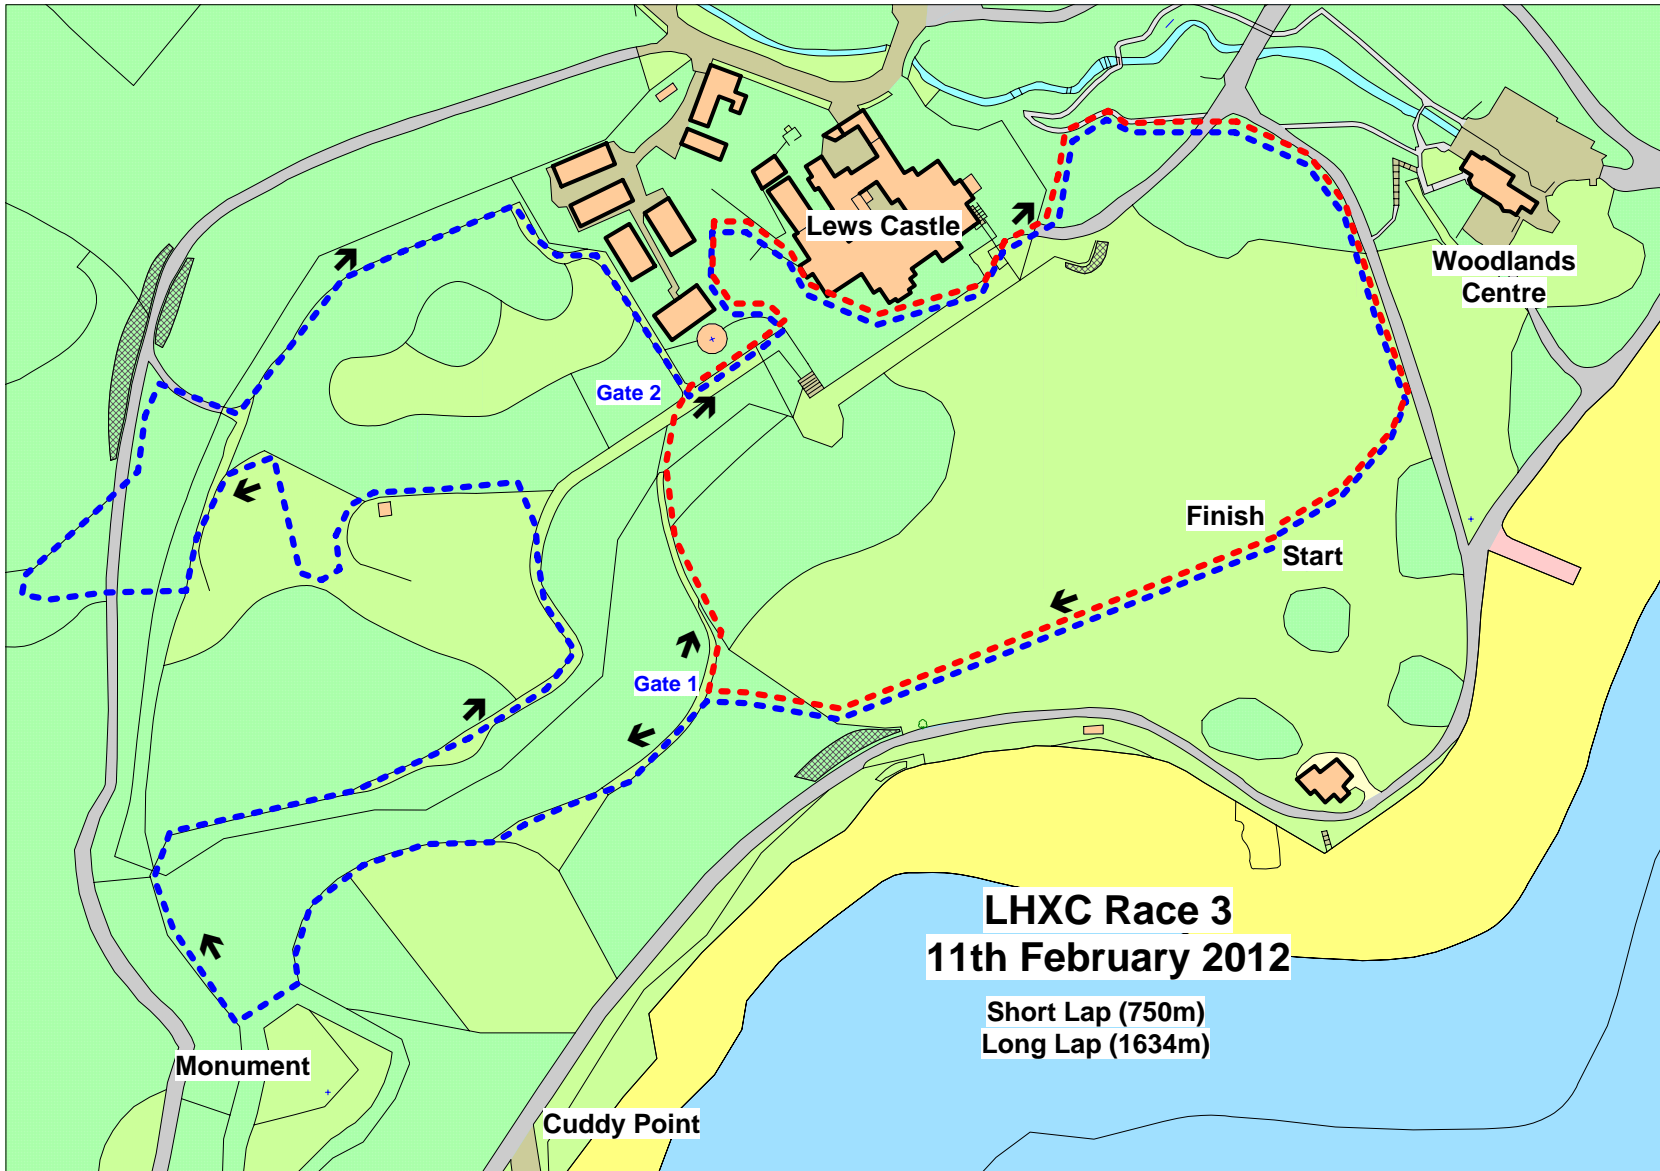 Lews Castle
Woodlands
Centre
Gate 2
Finish
Start
Gate 1
LHXC Race 3
11th February 2012
Short Lap (750m)
Long Lap (1634m)
Monument
Cuddy Point